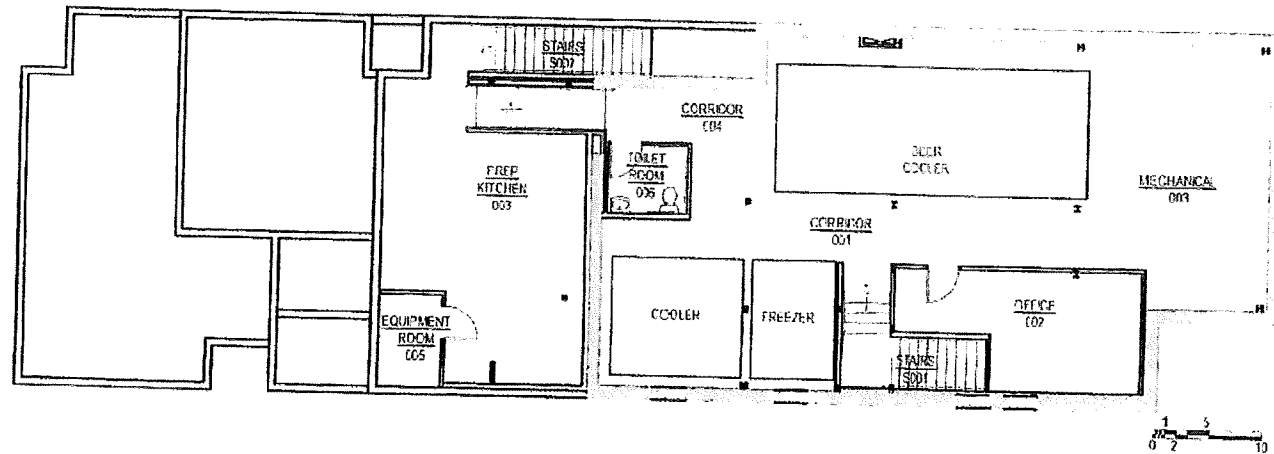 STAIRS
S002
CORRIDOR
004
BEER
COOLER
TOILET
ROOM
006
PREP
KITCHEN
003
MECHANICAL
003
CORRIDOR
001
COOLER
FREEZER
OFFICE
002
EQUIPMENT
ROOM
005
STAIRS
S001
1 5
0 2 10